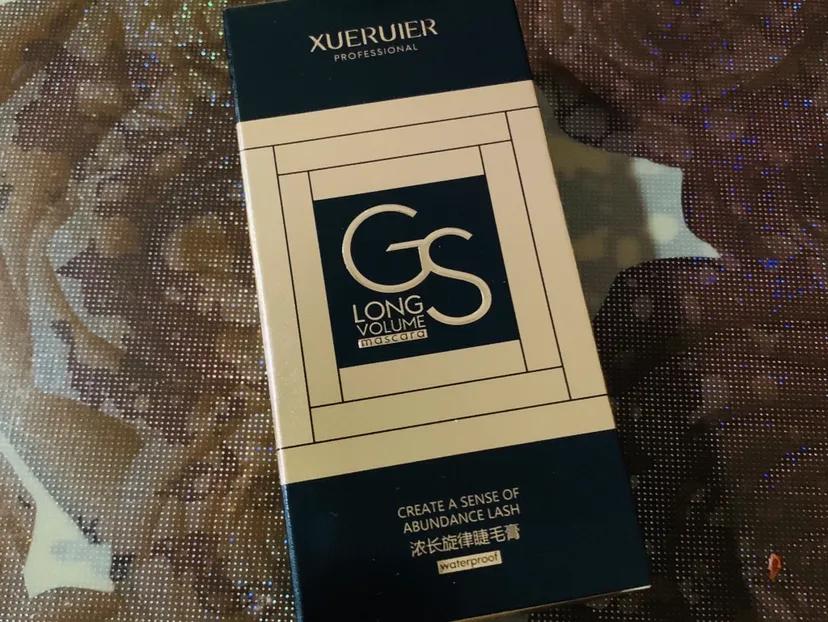 XUERUIER
PROFESSIONAL
GS
LONG
VOLUME
mascara
CREATE A SENSE OF
ABUNDANCE LASH
浓长旋律睫毛膏
waterproof